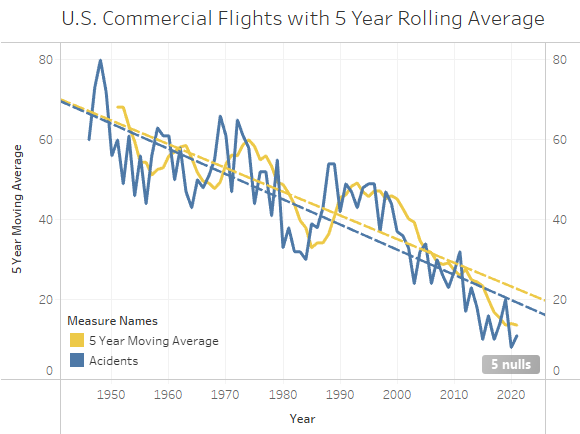 U.S. Commercial Flights with 5 Year Rolling Average
80
60
40
20
0
5 Year Moving Average
80
60
40
20
0
Measure Names
5 Year Moving Average
Acidents
5 nulls
1950 1960 1970 1980 1990 2000 2010 2020
Year